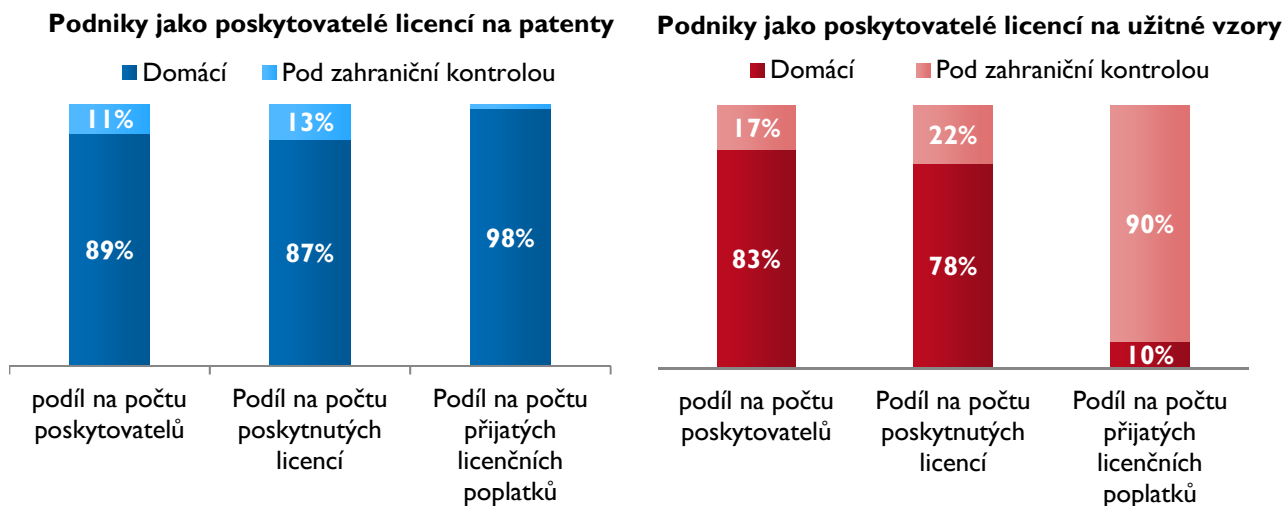 Podniky jako poskytovatelé licencí na patenty
Domácí
Pod zahraniční kontrolou
11%
13%
89%
87%
98%
podíl na počtu
poskytovatelů
Podíl na počtu
poskytnutých
licencí
Podíl na počtu
přijatých
licenčních
poplatků
Podniky jako poskytovatelé licencí na užitné vzory
Domácí
Pod zahraniční kontrolou
17%
22%
90%
83%
78%
10%
podíl na počtu
poskytovatelů
Podíl na počtu
poskytnutých
licencí
Podíl na počtu
přijatých
licenčních
poplatků